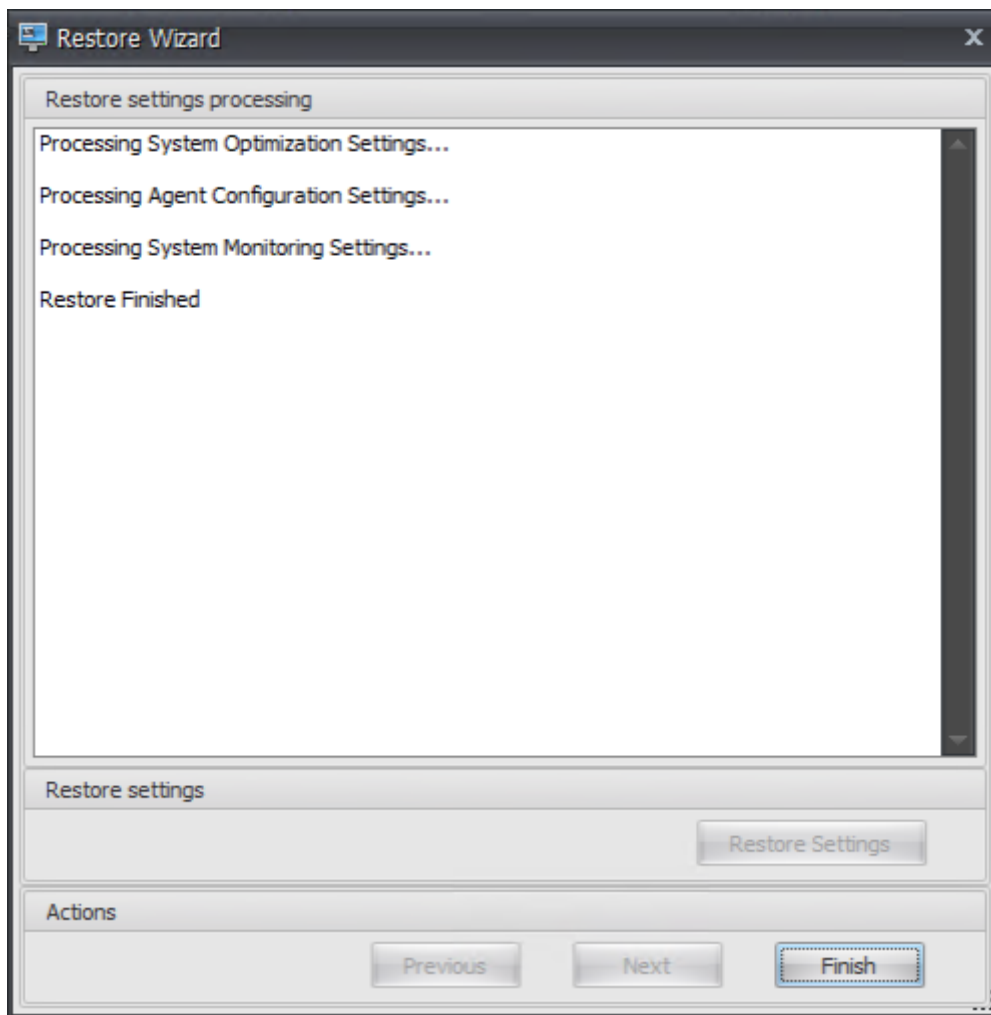 Restore Wizard
Restore settings processing
Processing System Optimization Settings...
Processing Agent Configuration Settings...
Processing System Monitoring Settings...
Restore Finished
Restore settings
Restore Settings
Actions
Previous Next Finish